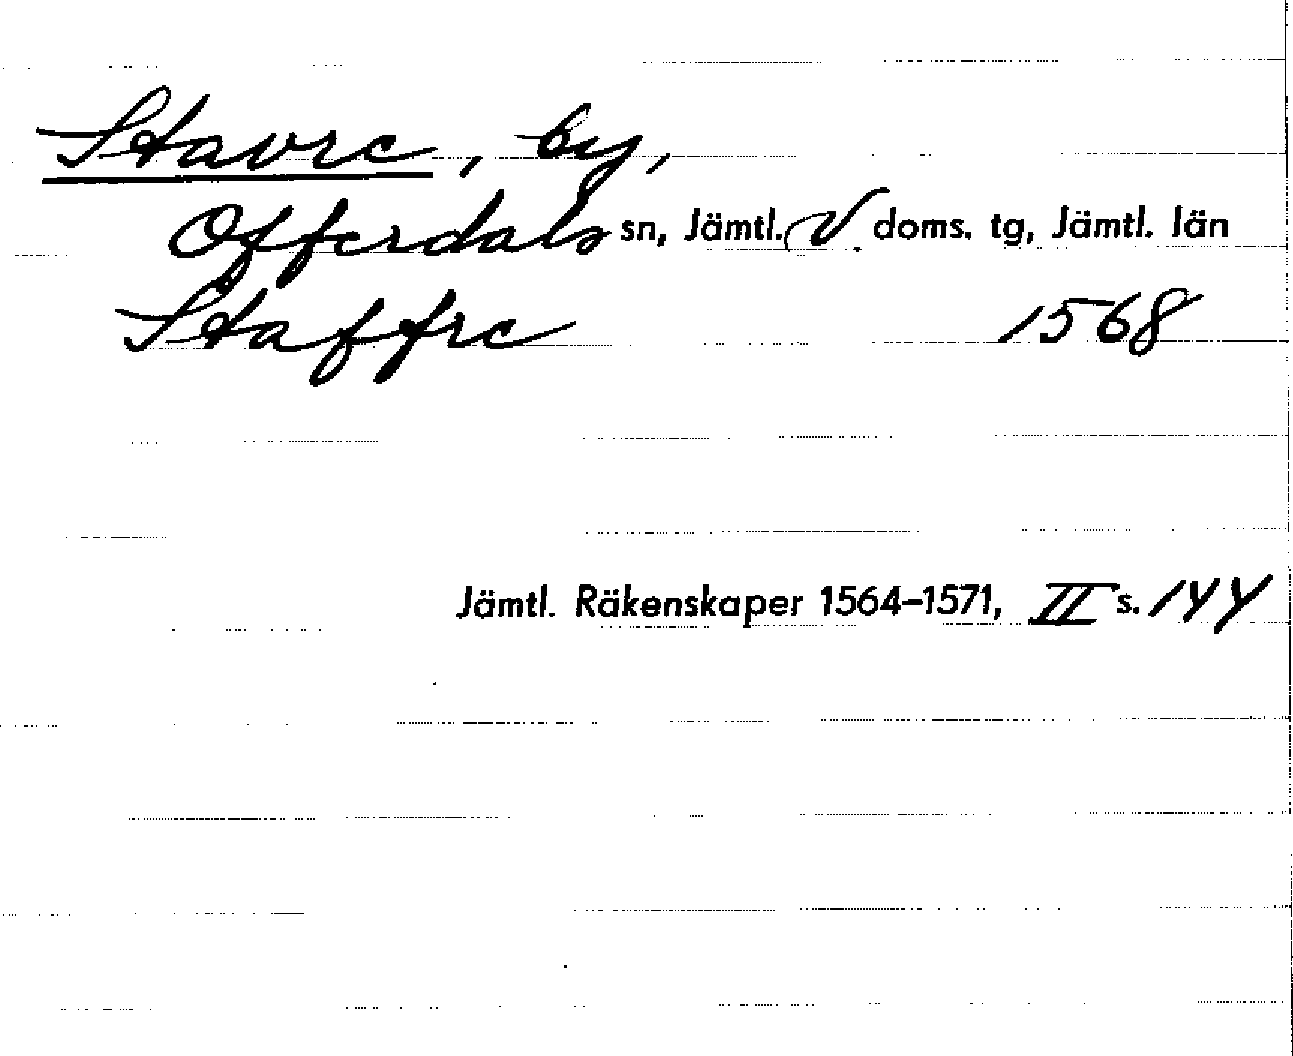 Stavre, by,
Offerdals sn, Jämtl. V. doms. tg, Jämtl. län
Staffre 1568
Jämtl. Räkenskaper 1564-1571, II s. 144